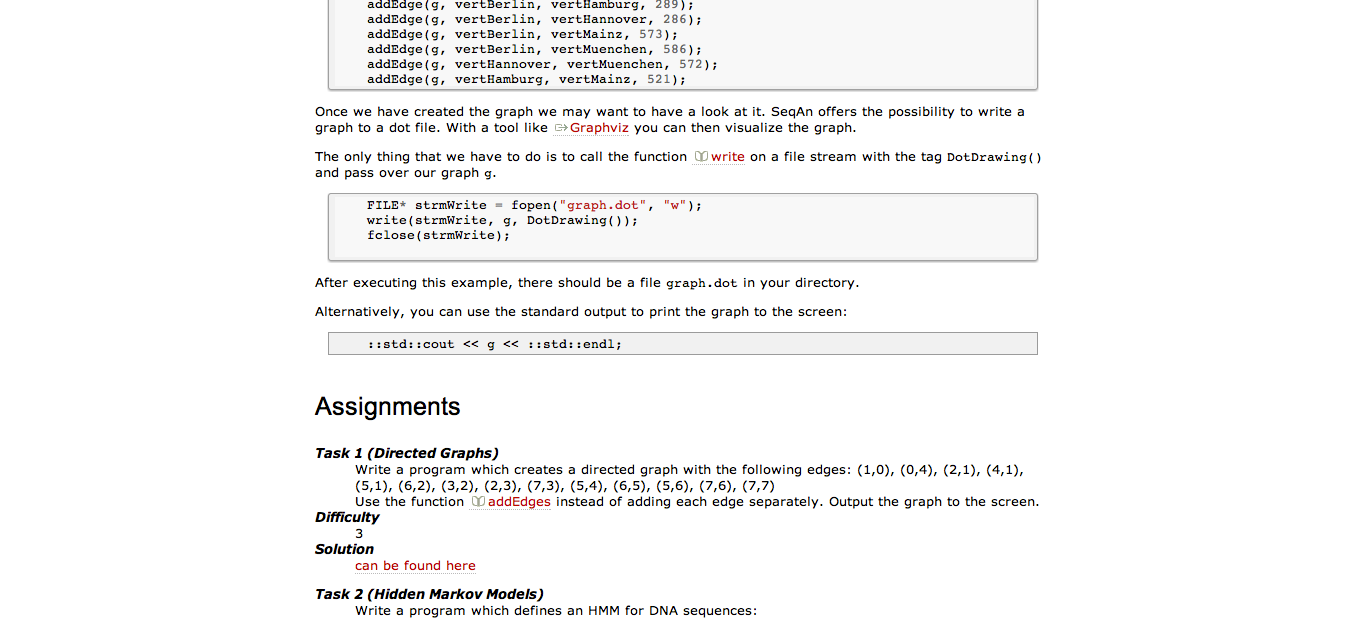 addEdge(g, vertBerlin, vertHamburg, 289);
addEdge(g, vertBerlin, vertHannover, 286);
addEdge(g, vertBerlin, vertMainz, 573);
addEdge(g, vertBerlin, vertMuenchen, 586);
addEdge(g, vertHannover, vertMuenchen, 572);
addEdge(g, vertHamburg, vertMainz, 521);
Once we have created the graph we may want to have a look at it. SeqAn offers the possibility to write a
graph to a dot file. With a tool like Graphviz you can then visualize the graph.
The only thing that we have to do is to call the function write on a file stream with the tag DotDrawing()
and pass over our graph g.
FILE* strmWrite = fopen("graph.dot", "w");
write(strmWrite, g, DotDrawing());
fclose(strmWrite);
After executing this example, there should be a file graph.dot in your directory.
Alternatively, you can use the standard output to print the graph to the screen:
::std::cout << g << ::std::endl;
Assignments
Task 1 (Directed Graphs)
Write a program which creates a directed graph with the following edges: (1,0), (0,4), (2,1), (4,1),
(5,1), (6,2), (3,2), (2,3), (7,3), (5,4), (6,5), (5,6), (7,6), (7,7)
Use the function addEdges instead of adding each edge separately. Output the graph to the screen.
Difficulty
3
Solution
can be found here
Task 2 (Hidden Markov Models)
Write a program which defines an HMM for DNA sequences: